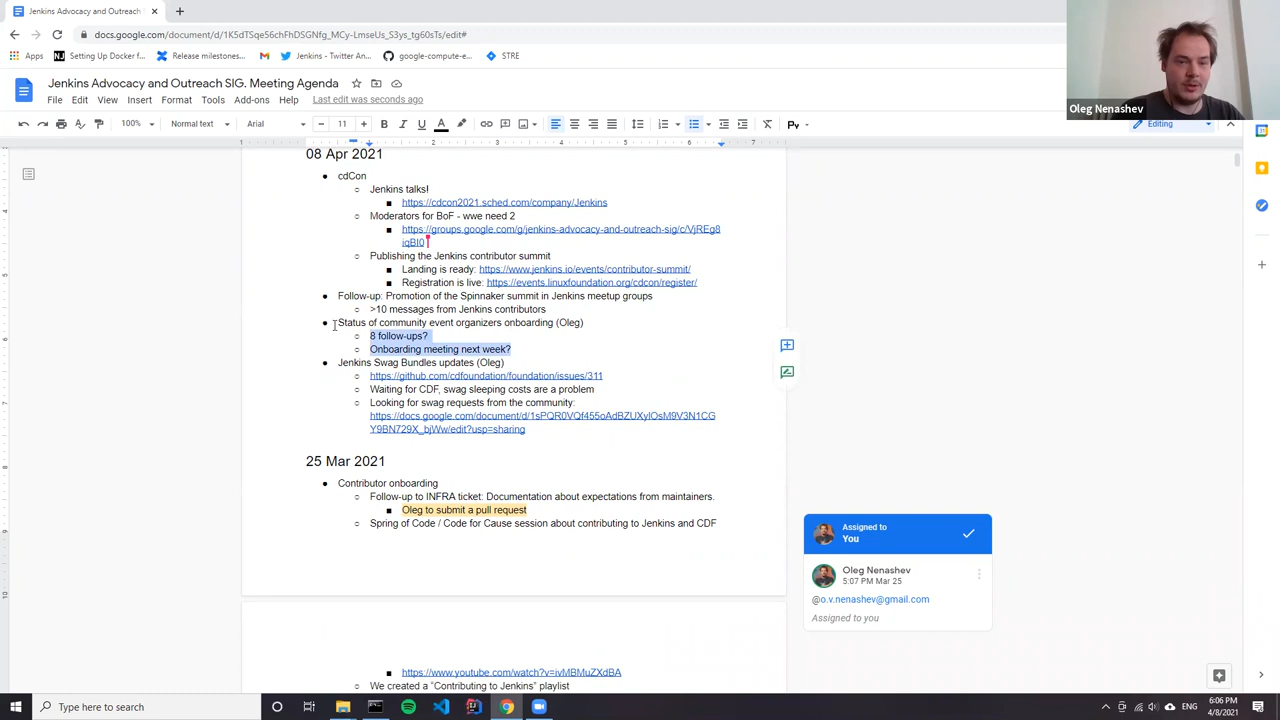 Jenkins Advocacy and Outreach S
docs.google.com/document/d/1K5dTSqe56chFhDSGNfg_MCy-LmseUs_S3ys_tg60sTs/edit#
Apps
Setting Up Docker f...
Release milestones...
Jenkins - Twitter An...
google-compute-e...
STRE
Oleg Nenashev
Jenkins Advocacy and Outreach SIG. Meeting Agenda
File Edit View Insert Format Tools Add-ons Help Last edit was seconds ago
100% Normal text Arial 11 Editing
08 Apr 2021
cdCon
Jenkins talks!
https://cdcon2021.sched.com/company/Jenkins
Moderators for BoF - wwe need 2
https://groups.google.com/g/jenkins-advocacy-and-outreach-sig/c/VjREg8
iqBI0
Publishing the Jenkins contributor summit
Landing is ready: https://www.jenkins.io/events/contributor-summit/
Registration is live: https://events.linuxfoundation.org/cdcon/register/
Follow-up: Promotion of the Spinnaker summit in Jenkins meetup groups
>10 messages from Jenkins contributors
Status of community event organizers onboarding (Oleg)
8 follow-ups?
Onboarding meeting next week?
Jenkins Swag Bundles updates (Oleg)
https://github.com/cdfoundation/foundation/issues/311
Waiting for CDF, swag sleeping costs are a problem
Looking for swag requests from the community:
https://docs.google.com/document/d/1sPQR0VQf455oAdBZUXylOsM9V3N1CG
Y9BN729X_bjWw/edit?usp=sharing
25 Mar 2021
Contributor onboarding
Follow-up to INFRA ticket: Documentation about expectations from maintainers.
Oleg to submit a pull request
Spring of Code / Code for Cause session about contributing to Jenkins and CDF
Assigned to
You
Oleg Nenashev
5:07 PM Mar 25
@o.v.nenashev@gmail.com
Assigned to you
https://www.youtube.com/watch?v=ivMBMuZXdBA
We created a "Contributing to Jenkins" playlist
Type here to search
ENG
6:06 PM
4/8/2021